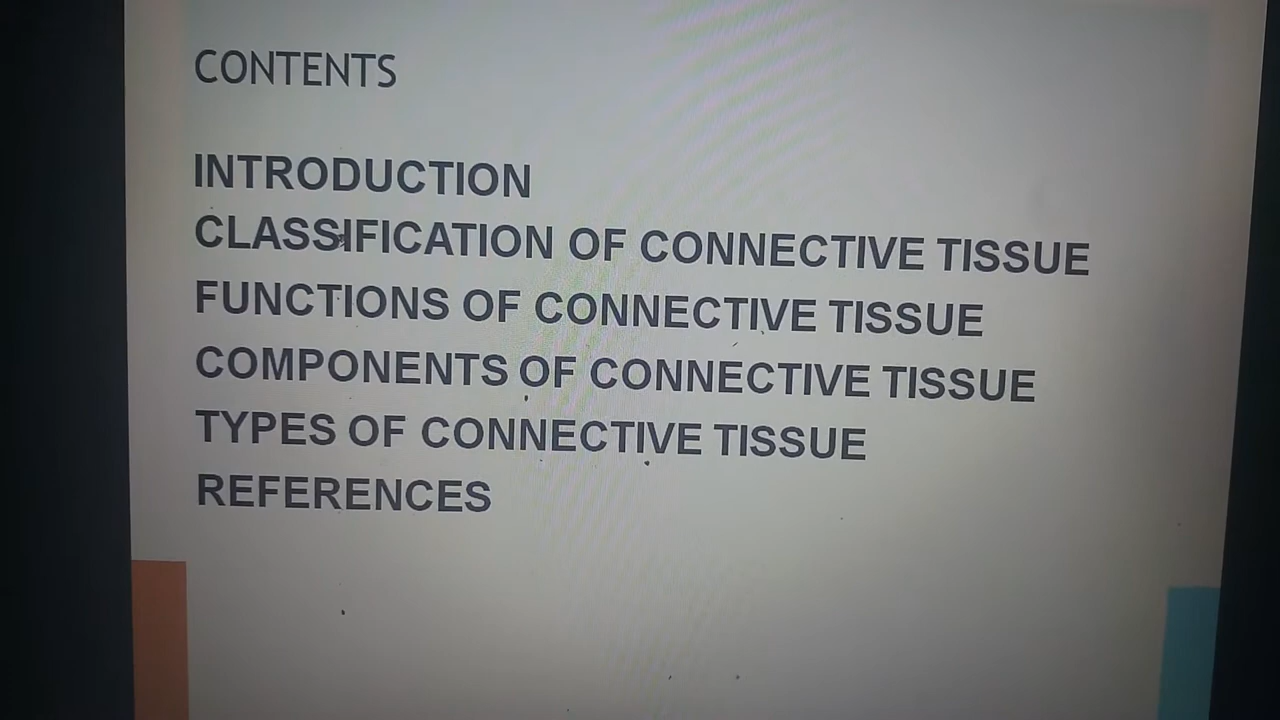 CONTENTS
INTRODUCTION
CLASSIFICATION OF CONNECTIVE TISSUE
FUNCTIONS OF CONNECTIVE TISSUE
COMPONENTS OF CONNECTIVE TISSUE
TYPES OF CONNECTIVE TISSUE
REFERENCES